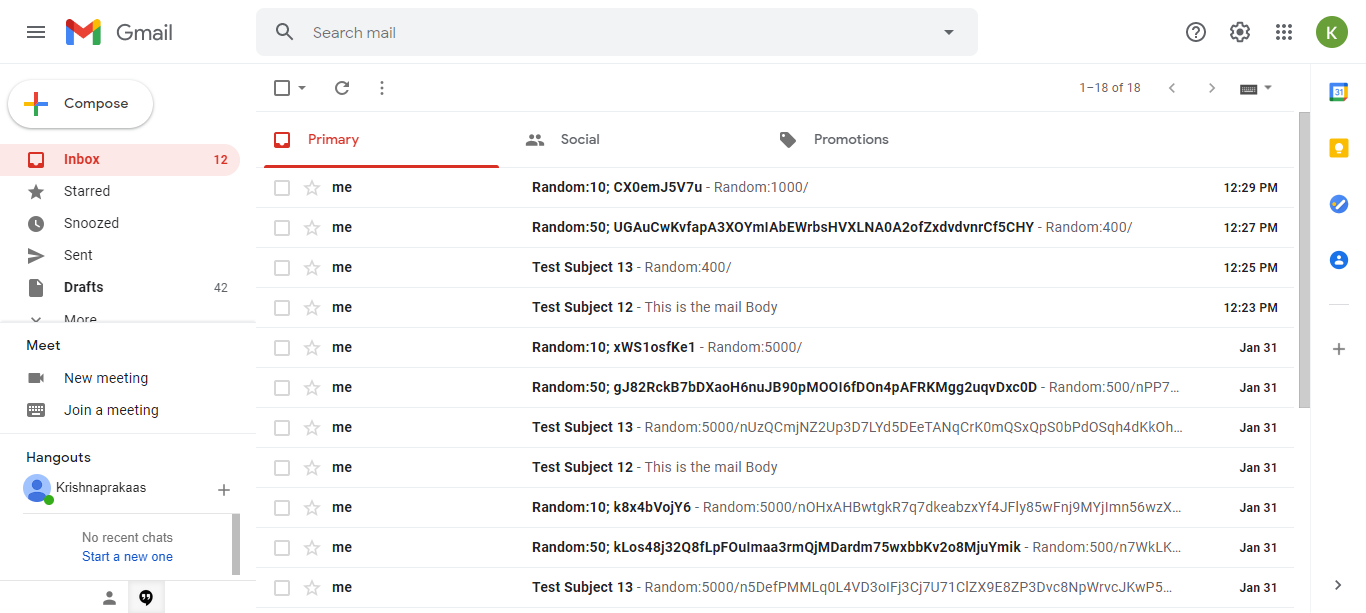 Gmail
Search mail
K
Compose
1–18 of 18
31
Inbox 12
Primary
Social
Promotions
Starred
Snoozed
Sent
Drafts 42
More
me Random:10; CX0emJ5V7u - Random:1000/ 12:29 PM
me Random:50; UGAuCwKvfapA3XOYmIAbEWrbsHVXLNA0A2ofZxdvdvnrCf5CHY - Random:400/ 12:27 PM
me Test Subject 13 - Random:400/ 12:25 PM
me Test Subject 12 - This is the mail Body 12:23 PM
me Random:10; xWS1osfKe1 - Random:5000/ Jan 31
me Random:50; gJ82RckB7bDXaoH6nuJB90pMOOI6fDOn4pAFRKMgg2uqvDxc0D - Random:500/nPP7… Jan 31
me Test Subject 13 - Random:5000/nUzQCmjNZ2Up3D7LYd5DEeTANqCrK0mQSxQpS0bPdOSqh4dKkOh… Jan 31
me Test Subject 12 - This is the mail Body Jan 31
me Random:10; k8x4bVojY6 - Random:5000/nOHxAHBwtgkR7q7dkeabzxYf4JFly85wFnj9MYjImn56wzX… Jan 31
me Random:50; kLos48j32Q8fLpFOuImaa3rmQjMDardm75wxbbKv2o8MjuYmik - Random:500/n7WkLK… Jan 31
me Test Subject 13 - Random:5000/n5DefPMMLq0L4VD3oIFj3Cj7U71ClZX9E8ZP3Dvc8NpWrvcJKwP5… Jan 31
Meet
New meeting
Join a meeting
Hangouts
Krishnaprakaas
No recent chats
Start a new one